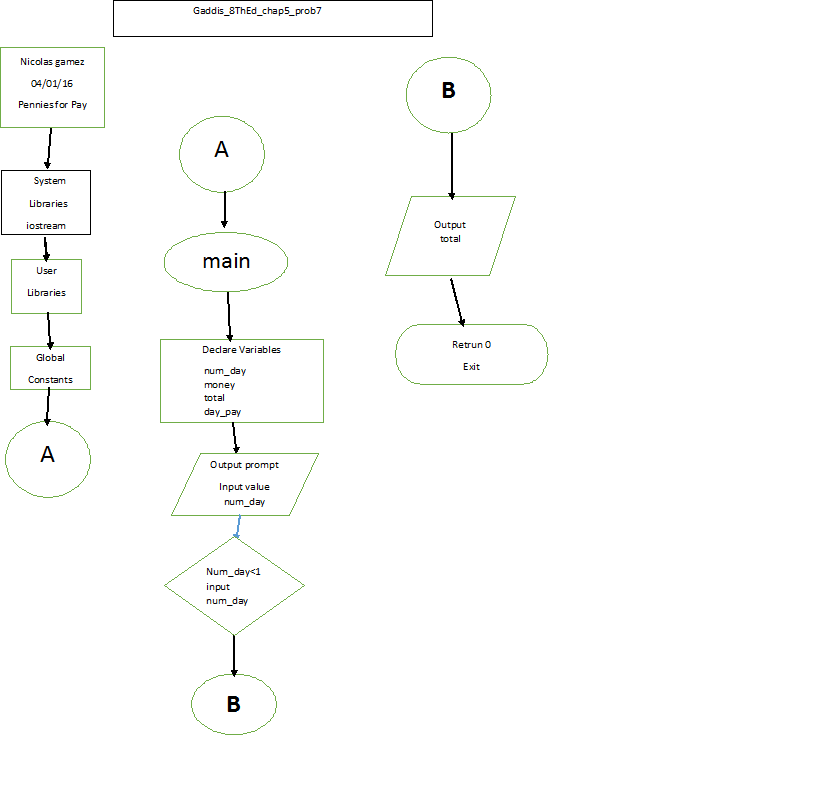 Gaddis_8ThEd_chap5_prob7
Nicolas gamez
04/01/16
Pennies for Pay
System
Libraries
iostream
User
Libraries
Global
Constants
A
A
main
Declare Variables
num_day
money
total
day_pay
Output prompt
Input value
num_day
Num_day<1
input
num_day
B
B
Output
total
Retrun 0
Exit